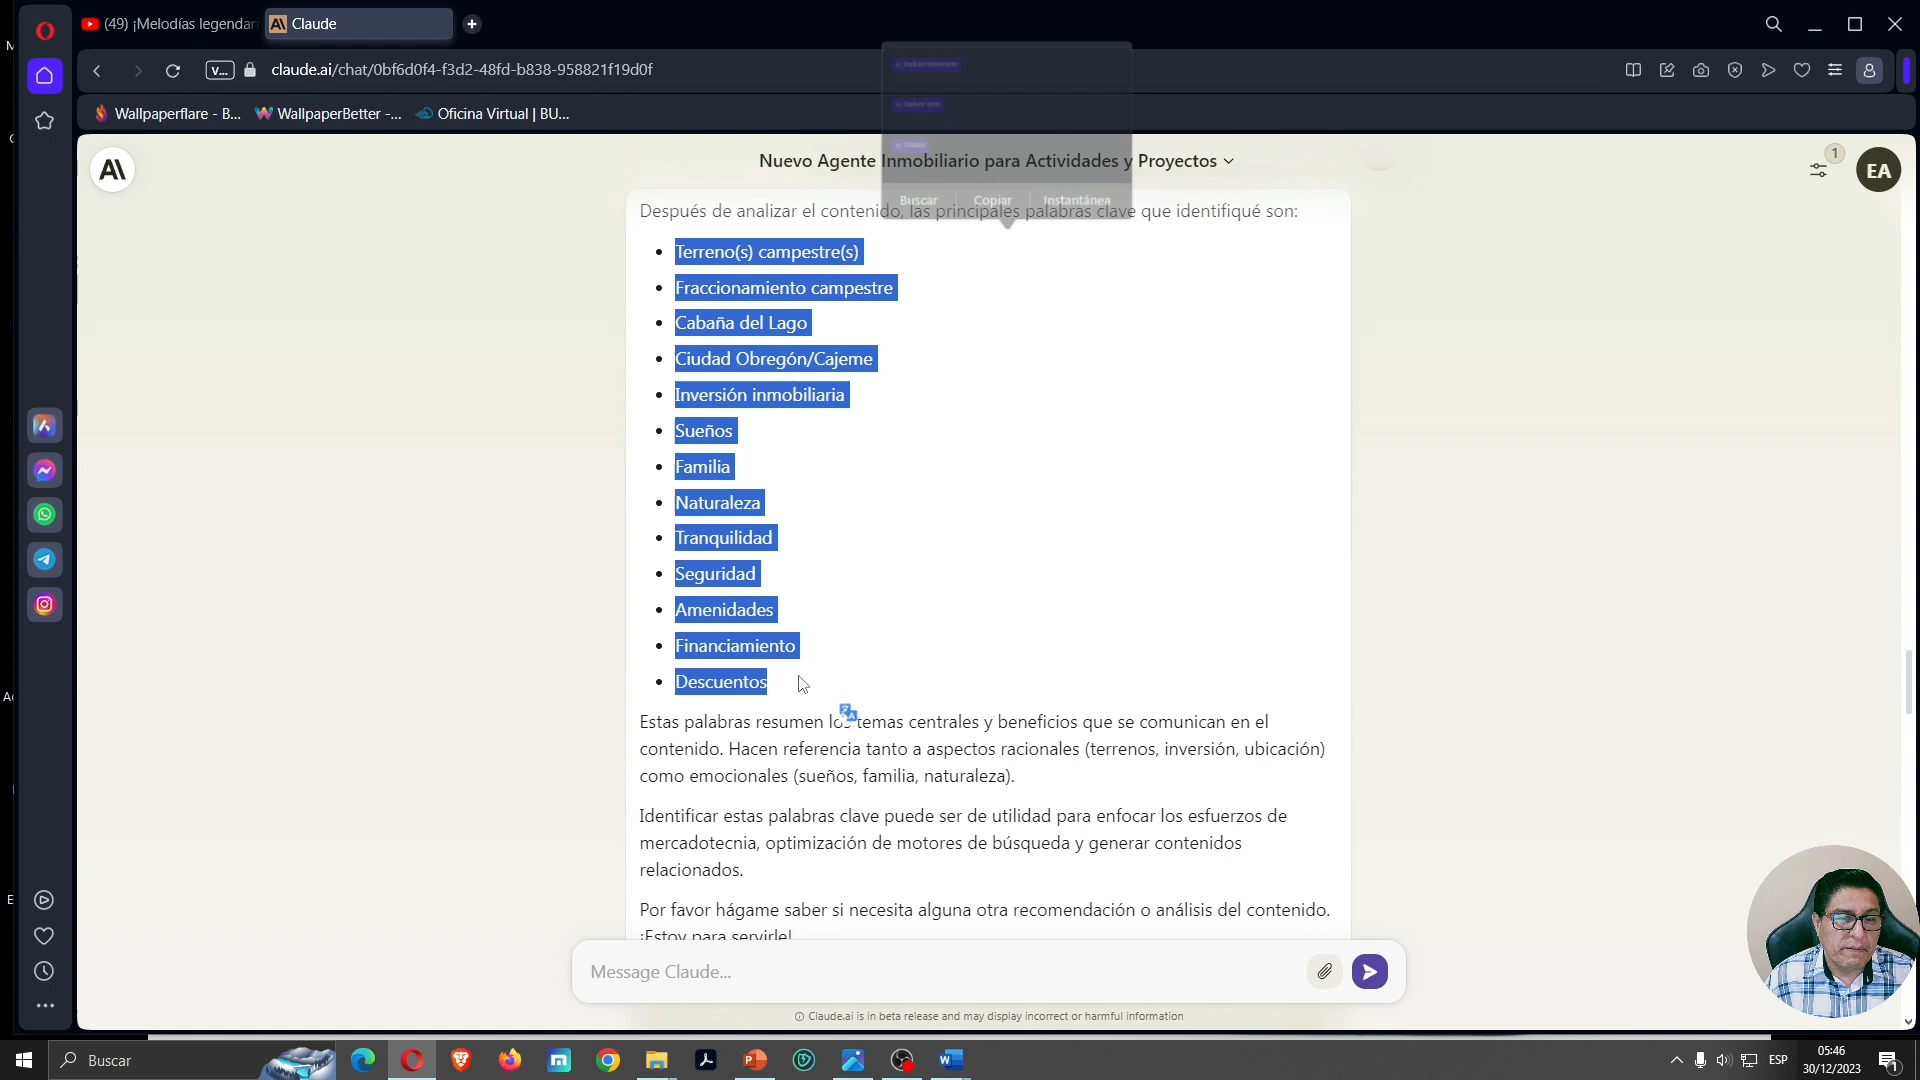 (49) ¡Melodías legendari
Claude
claude.ai/chat/0bf6d0f4-f3d2-48fd-b838-958821f19d0f
Wallpaperflare - B...
WallpaperBetter -...
Oficina Virtual | BU...
Nuevo Agente Inmobiliario para Actividades y Proyectos
1
EA
Buscar
Copiar
Instantánea
Después de analizar el contenido, las principales palabras clave que identifiqué son:
Terreno(s) campestre(s)
Fraccionamiento campestre
Cabaña del Lago
Ciudad Obregón/Cajeme
Inversión inmobiliaria
Sueños
Familia
Naturaleza
Tranquilidad
Seguridad
Amenidades
Financiamiento
Descuentos
Estas palabras resumen los temas centrales y beneficios que se comunican en el
contenido. Hacen referencia tanto a aspectos racionales (terrenos, inversión, ubicación)
como emocionales (sueños, familia, naturaleza).
Identificar estas palabras clave puede ser de utilidad para enfocar los esfuerzos de
mercadotecnia, optimización de motores de búsqueda y generar contenidos
relacionados.
Por favor hágame saber si necesita alguna otra recomendación o análisis del contenido.
¡Estoy para servirle!
Message Claude...
Claude.ai is in beta release and may display incorrect or harmful information
Buscar
ESP
05:46
30/12/2023
1